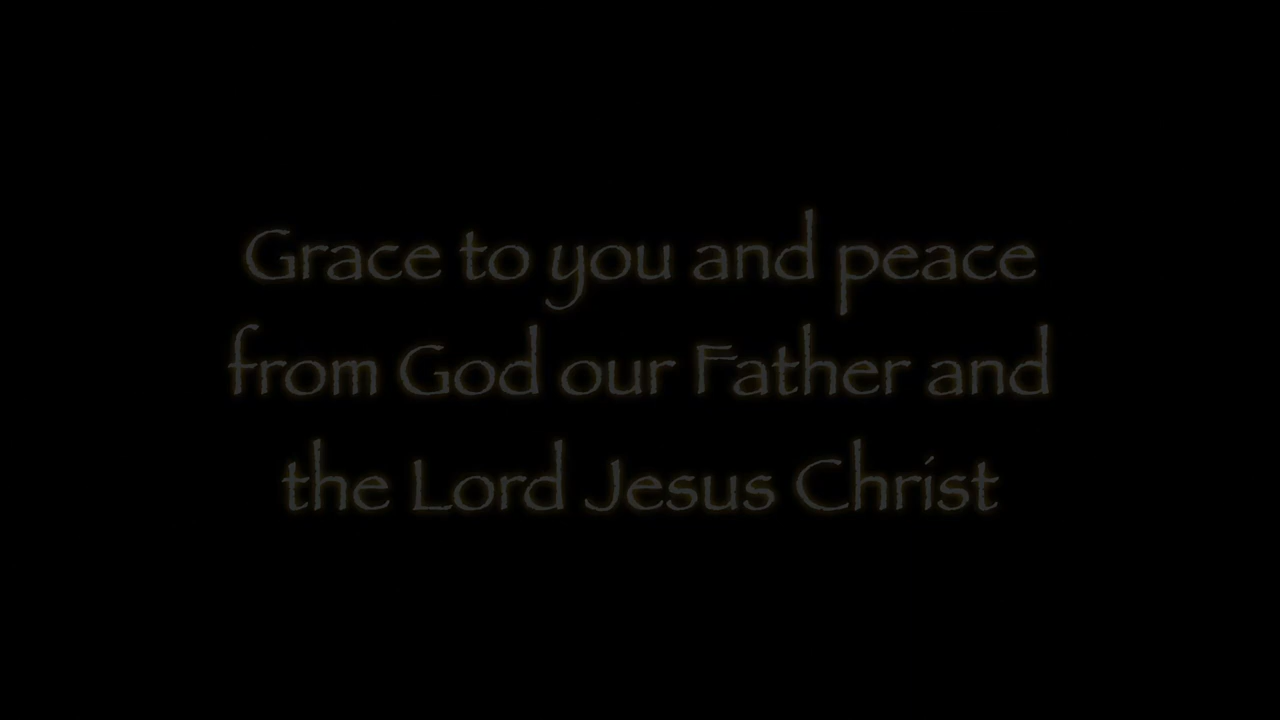 Grace to you and peace
from God our Father and
the Lord Jesus Christ